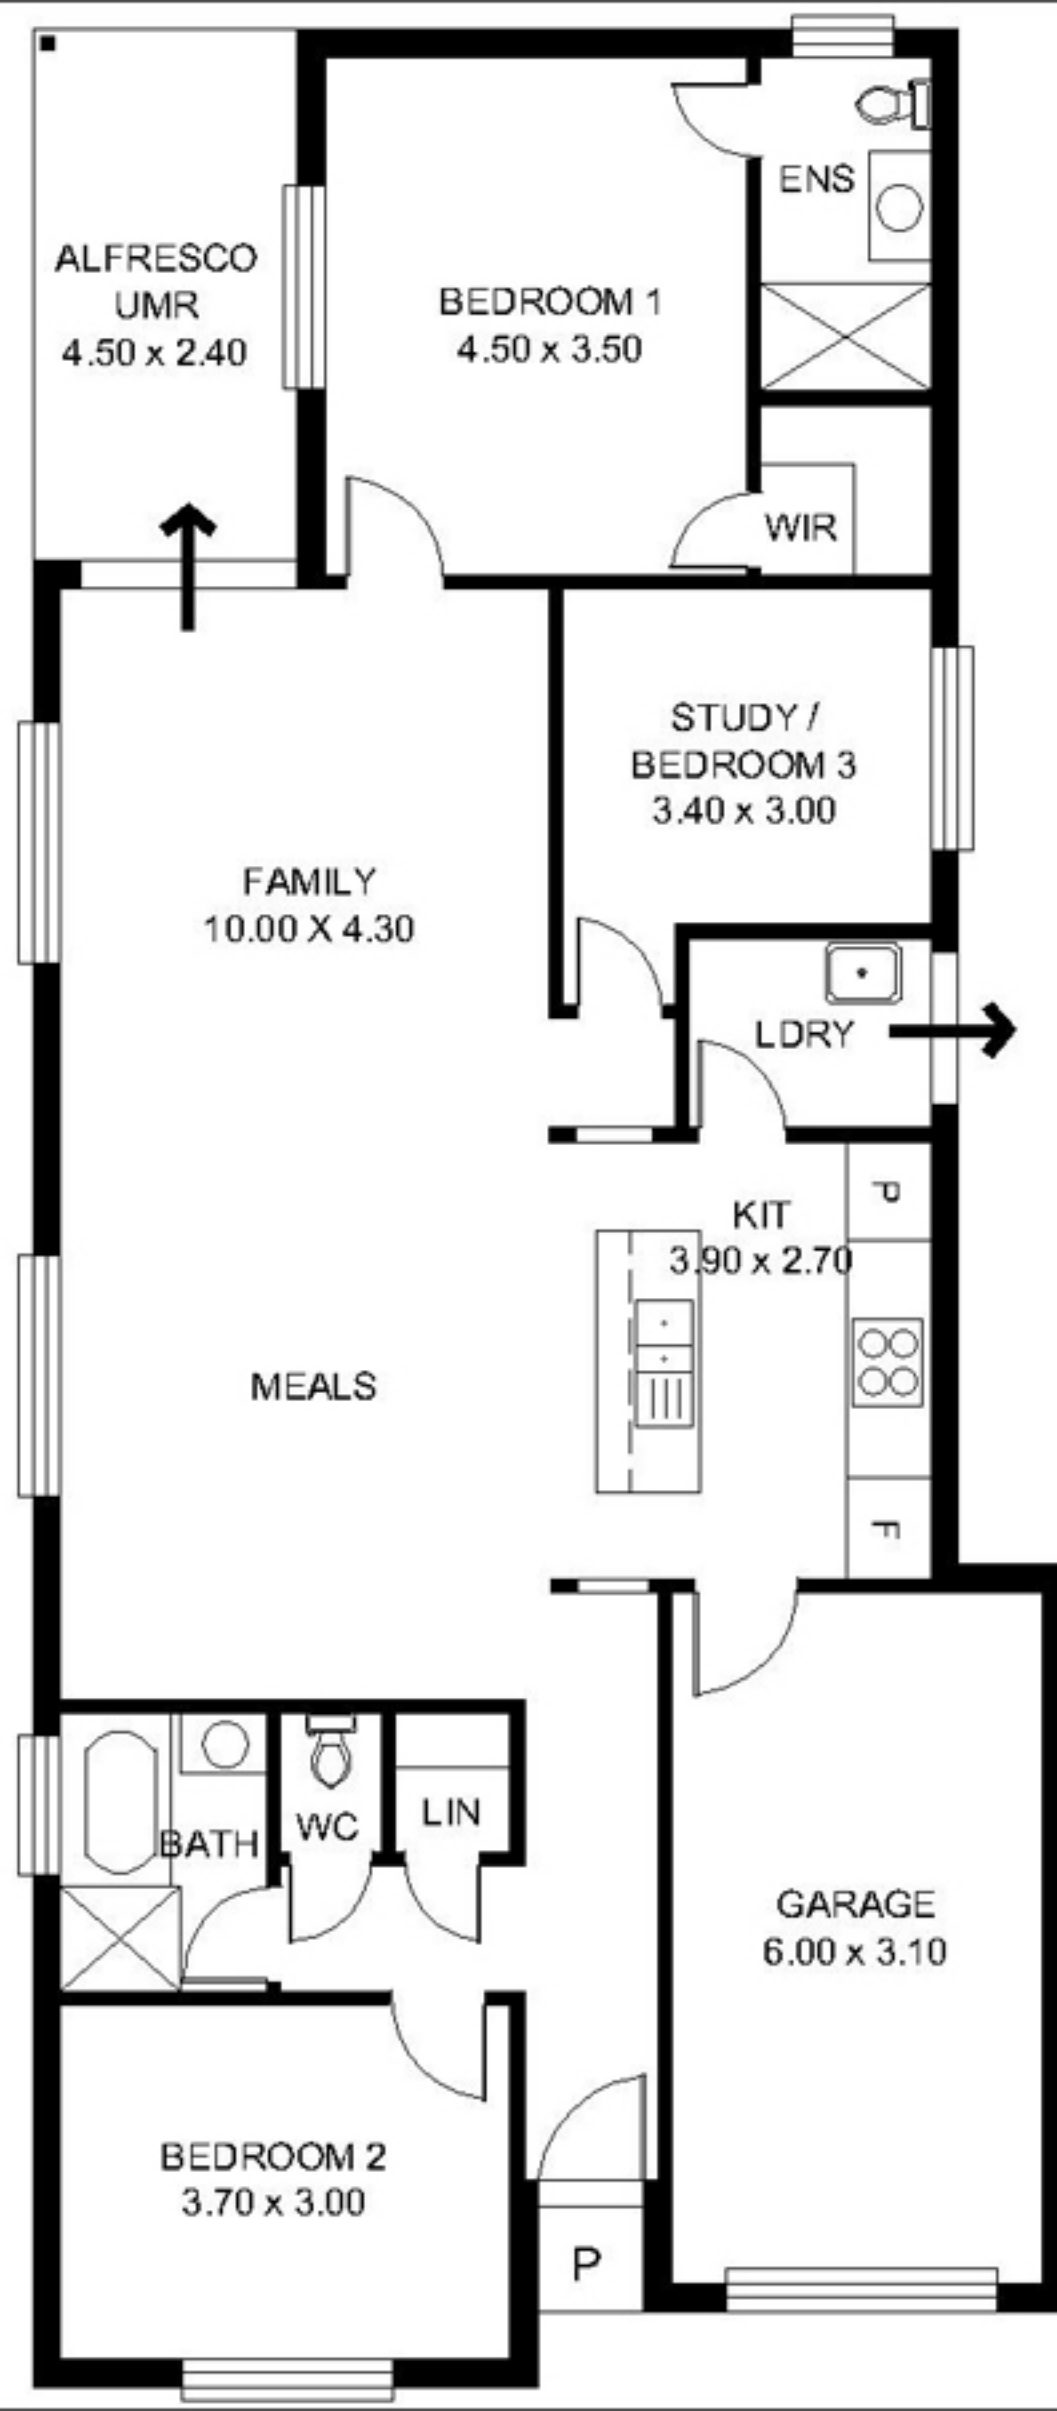 ENS
ALFRESCO
UMR
4.50 x 2.40
BEDROOM 1
4.50 x 3.50
WIR
STUDY /
BEDROOM 3
3.40 x 3.00
FAMILY
10.00 X 4.30
LDRY
P
KIT
3.90 x 2.70
MEALS
F
BATH
WC
LIN
GARAGE
6.00 x 3.10
BEDROOM 2
3.70 x 3.00
P